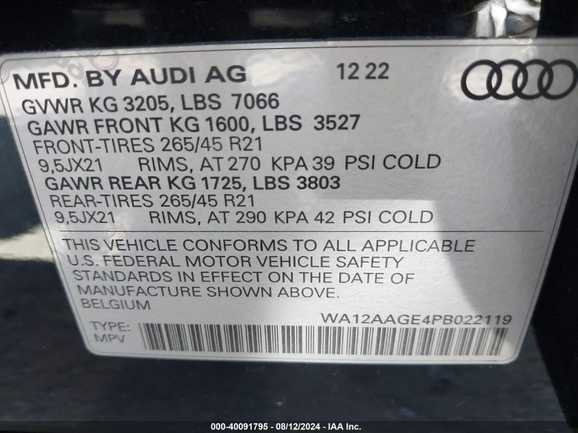 MFD. BY AUDI AG 12 22
GVWR KG 3205, LBS 7066
GAWR FRONT KG 1600, LBS 3527
FRONT-TIRES 265/45 R21
9,5JX21 RIMS, AT 270 KPA 39 PSI COLD
GAWR REAR KG 1725, LBS 3803
REAR-TIRES 265/45 R21
9,5JX21 RIMS, AT 290 KPA 42 PSI COLD
THIS VEHICLE CONFORMS TO ALL APPLICABLE
U.S. FEDERAL MOTOR VEHICLE SAFETY
STANDARDS IN EFFECT ON THE DATE OF
MANUFACTURE SHOWN ABOVE.
BELGIUM
WA12AAGE4PB022119
TYPE:
MPV
000-40091795 - 08/12/2024 - IAA Inc.